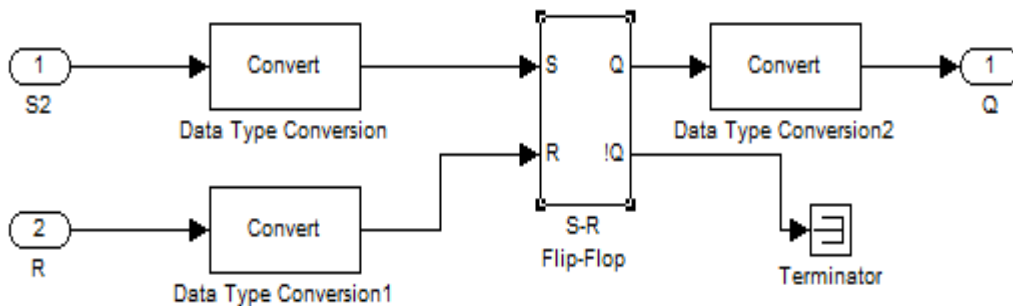 1
S2
Convert
Data Type Conversion
S Q
R !Q
S-R
Flip-Flop
Convert
Data Type Conversion2
1
Q
2
R
Convert
Data Type Conversion1
Terminator